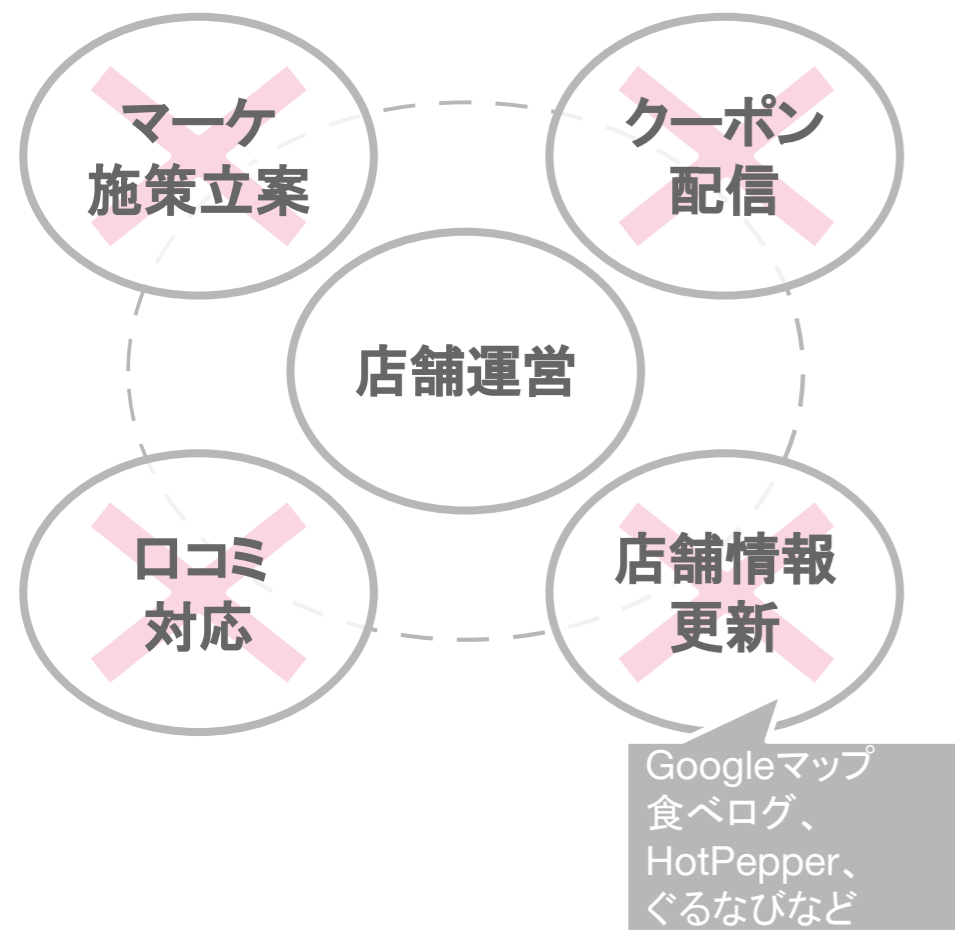 マーケ
施策立案
クーポン
配信
店舗運営
口コミ
対応
店舗情報
更新
Googleマップ
食べログ、
HotPepper、
ぐるなびなど